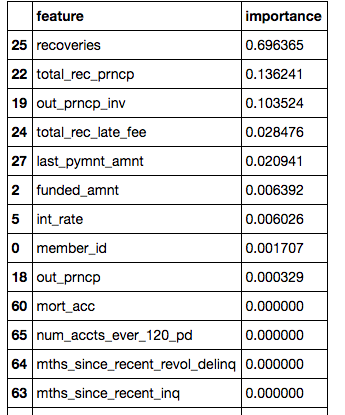 feature importance
25 recoveries 0.696365
22 total_rec_prncp 0.136241
19 out_prncp_inv 0.103524
24 total_rec_late_fee 0.028476
27 last_pymnt_amnt 0.020941
2 funded_amnt 0.006392
5 int_rate 0.006026
0 member_id 0.001707
18 out_prncp 0.000329
60 mort_acc 0.000000
65 num_accts_ever_120_pd 0.000000
64 mths_since_recent_revol_delinq 0.000000
63 mths_since_recent_inq 0.000000